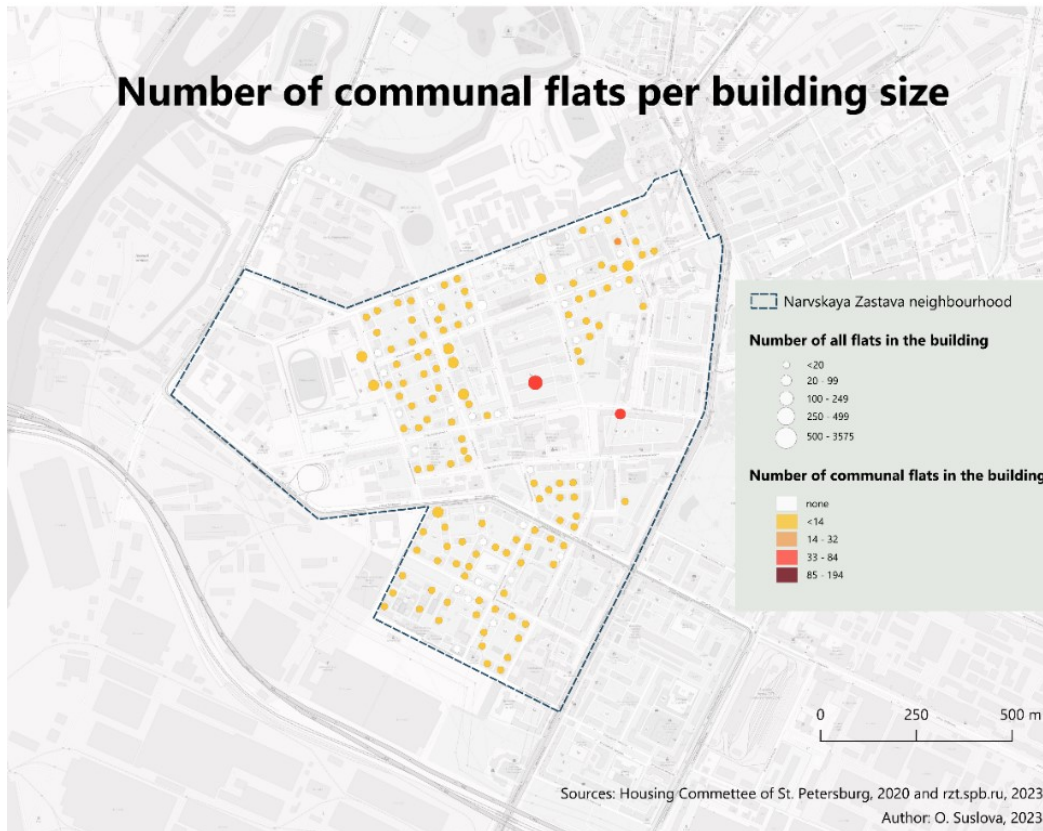 Number of communal flats per building size
Narvskaya Zastava neighbourhood
Number of all flats in the building
<20
20 - 99
100 - 249
250 - 499
500 - 3575
Number of communal flats in the building
none
<14
14 - 32
33 - 84
85 - 194
0 250 500 m
Sources: Housing Commettee of St. Petersburg, 2020 and rzt.spb.ru, 2023
Author: O. Suslova, 2023